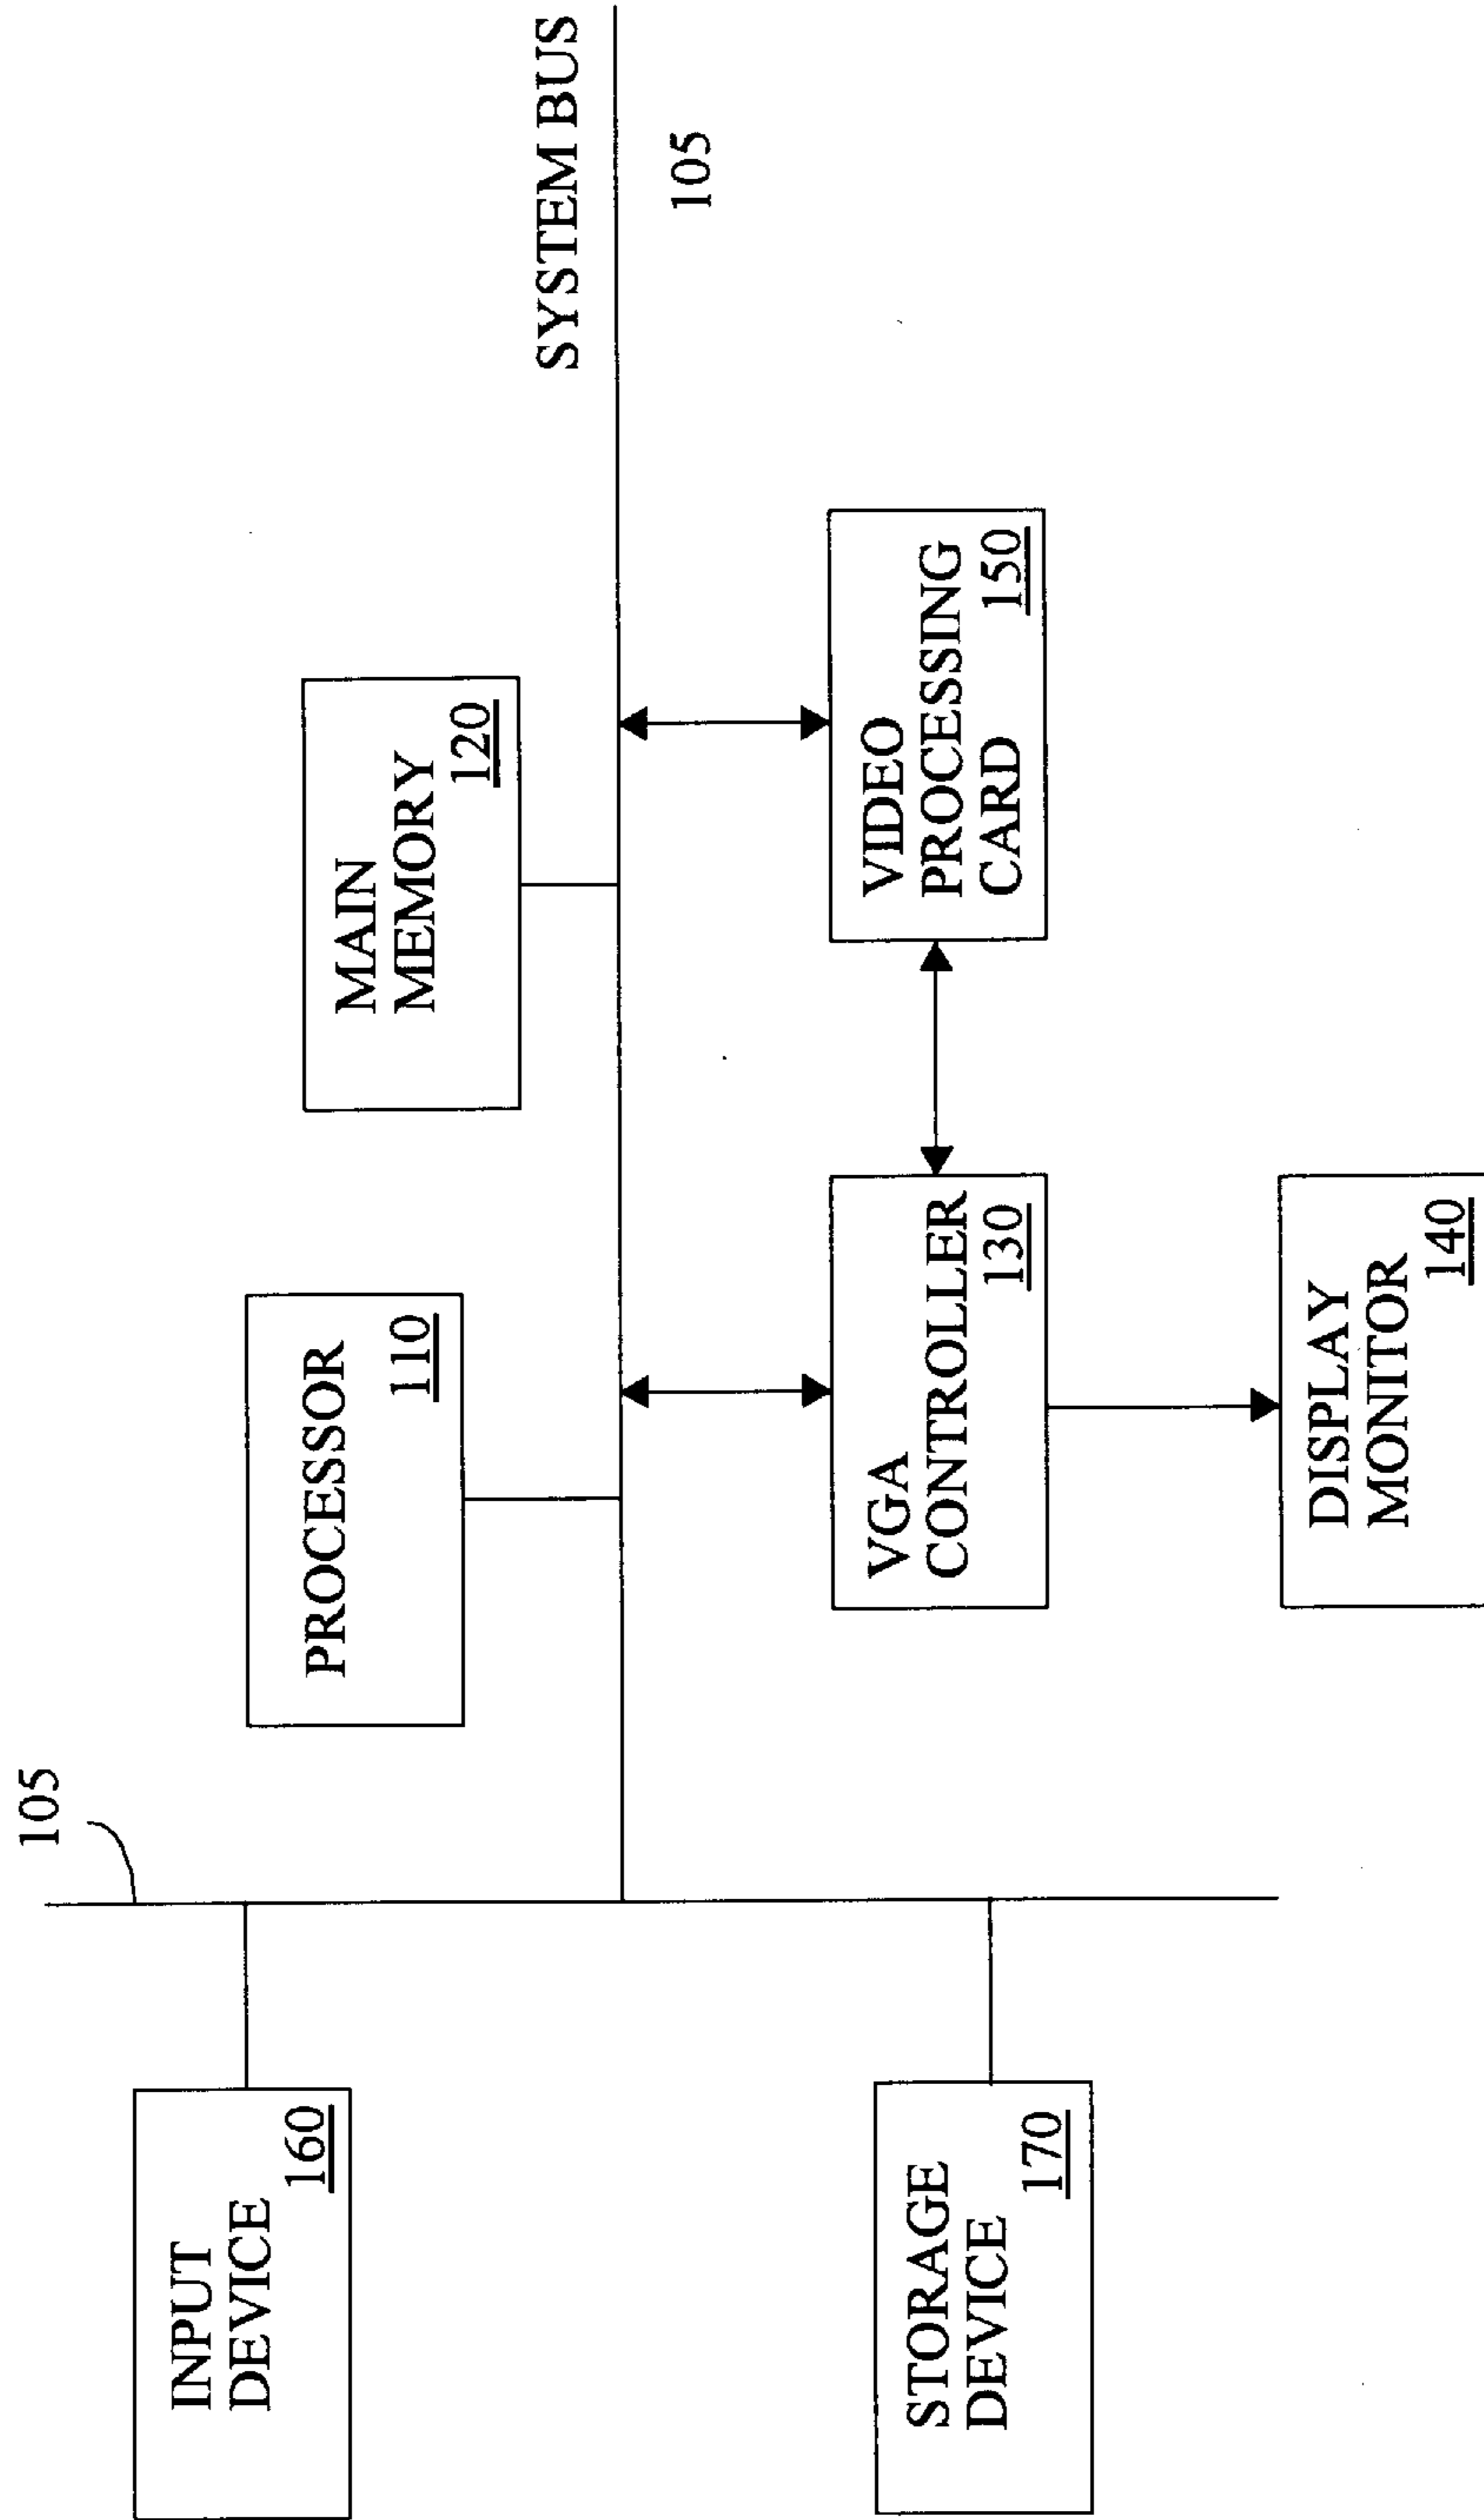 105
INPUT
DEVICE
160
PROCESSOR
110
MAIN
MEMORY
120
SYSTEM BUS
105
STORAGE
DEVICE
170
VGA
CONTROLLER
130
VIDEO
PROCESSING
CARD
150
DISPLAY
MONITOR
140